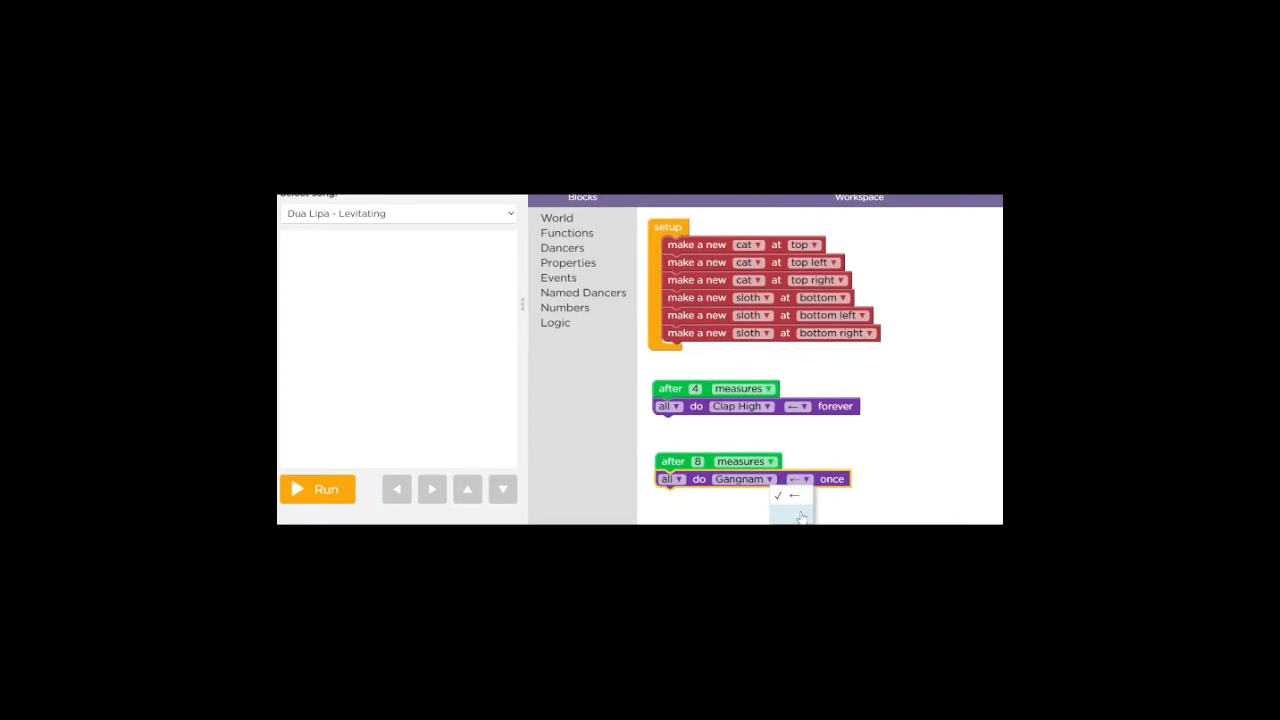 Dua Lipa - Levitating
Run
Blocks
World
Functions
Dancers
Properties
Events
Named Dancers
Numbers
Logic
Workspace
setup
make a new cat at top
make a new cat at top left
make a new cat at top right
make a new sloth at bottom
make a new sloth at bottom left
make a new sloth at bottom right
after 4 measures
all do Clap High ← forever
after 8 measures
all do Gangnam ← once
✓ ←